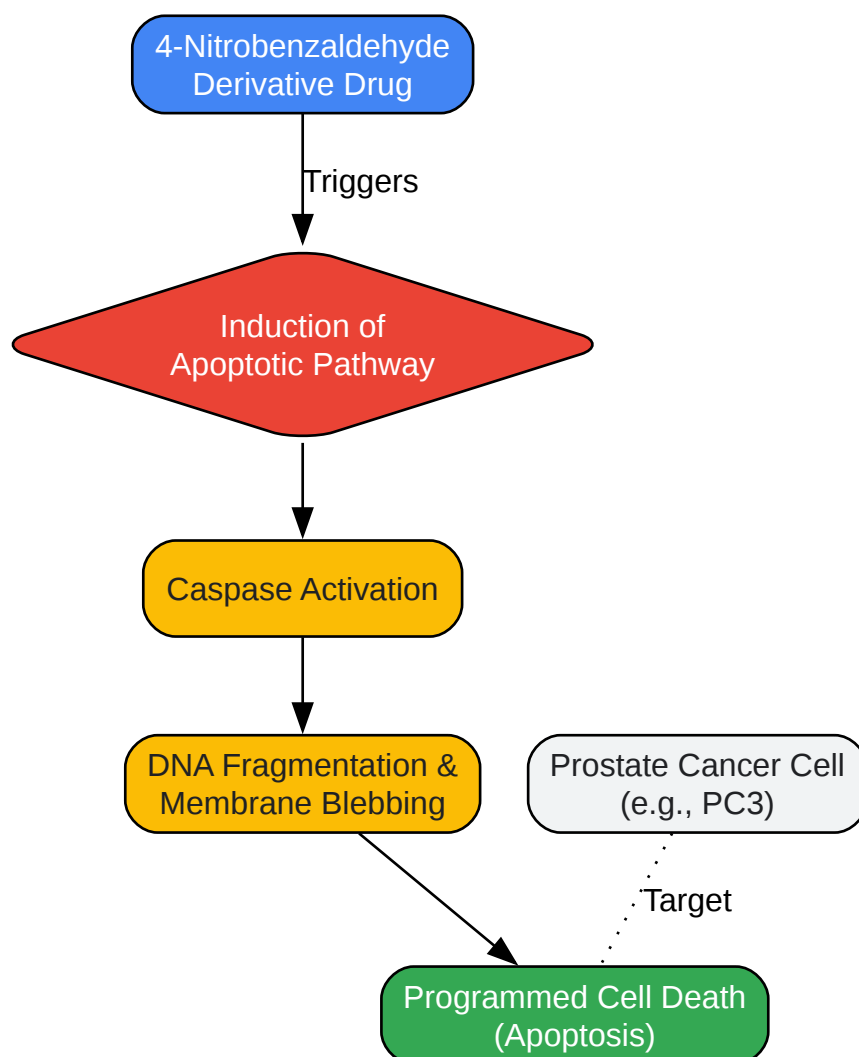 4-Nitrobenzaldehyde
Derivative Drug
Triggers
Induction of
Apoptotic Pathway
Caspase Activation
DNA Fragmentation &
Membrane Blebbing
Prostate Cancer Cell
(e.g., PC3)
Target
Programmed Cell Death
(Apoptosis)